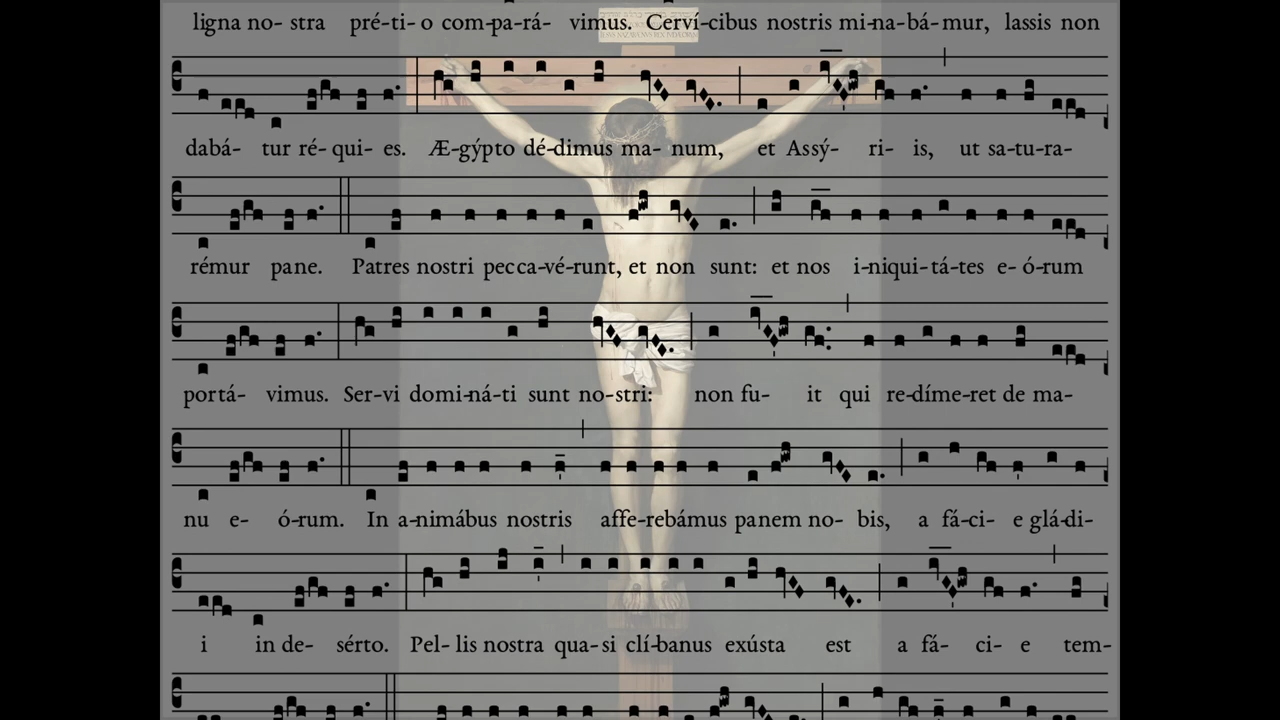 ligna no- stra pré-ti- o com-pa-rá- vimus. Cerví-cibus nostris mi-na-bá-mur, lassis non
dabá- tur ré-qui- es. Æ-gýpto dé-dimus ma- num, et Assý- ri- is, ut sa-tu-ra-
rémur pane. Patres nostri pecca-vé-runt, et non sunt: et nos i-niqui-tá-tes e- ó-rum
portá- vimus. Ser-vi domi-ná-ti sunt no-stri: non fu- it qui re-díme-ret de ma-
nu e- ó-rum. In a-nimábus nostris affe-rebámus panem no- bis, a fá-ci- e glá-di-
i in de- sérto. Pel- lis nostra qua-si clí-banus exústa est a fá- ci- e tem-